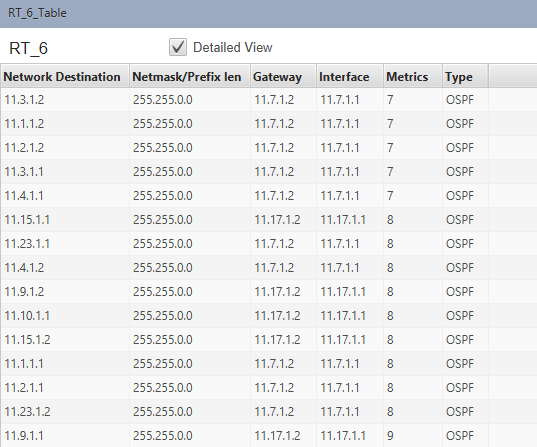 RT_6_Table
RT_6 Detailed View
Network Destination Netmask/Prefix len Gateway Interface Metrics Type
11.3.1.2 255.255.0.0 11.7.1.2 11.7.1.1 7 OSPF
11.1.1.2 255.255.0.0 11.7.1.2 11.7.1.1 7 OSPF
11.2.1.2 255.255.0.0 11.7.1.2 11.7.1.1 7 OSPF
11.3.1.1 255.255.0.0 11.7.1.2 11.7.1.1 7 OSPF
11.4.1.1 255.255.0.0 11.7.1.2 11.7.1.1 7 OSPF
11.15.1.1 255.255.0.0 11.17.1.2 11.17.1.1 8 OSPF
11.23.1.1 255.255.0.0 11.7.1.2 11.7.1.1 8 OSPF
11.4.1.2 255.255.0.0 11.7.1.2 11.7.1.1 8 OSPF
11.9.1.2 255.255.0.0 11.17.1.2 11.17.1.1 8 OSPF
11.10.1.1 255.255.0.0 11.17.1.2 11.17.1.1 8 OSPF
11.15.1.2 255.255.0.0 11.17.1.2 11.17.1.1 8 OSPF
11.1.1.1 255.255.0.0 11.7.1.2 11.7.1.1 8 OSPF
11.2.1.1 255.255.0.0 11.7.1.2 11.7.1.1 8 OSPF
11.23.1.2 255.255.0.0 11.7.1.2 11.7.1.1 8 OSPF
11.9.1.1 255.255.0.0 11.17.1.2 11.17.1.1 9 OSPF